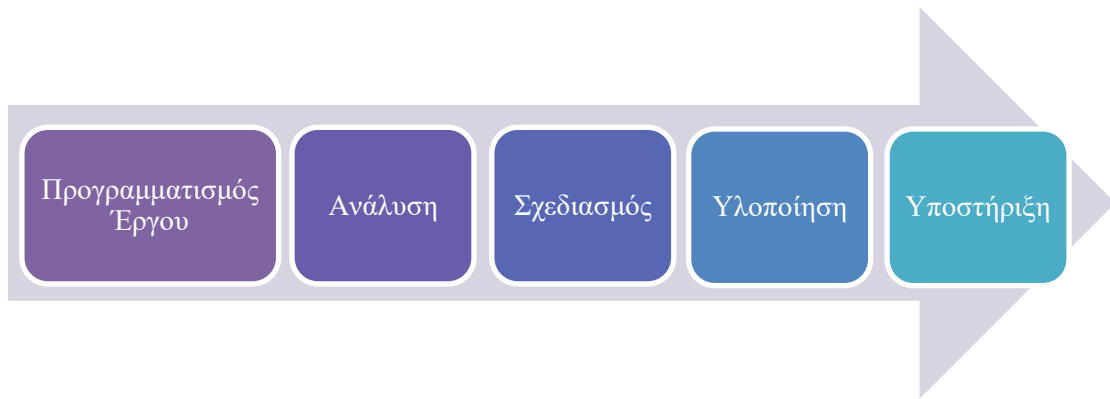 Προγραμματισμός
Έργου
Ανάλυση
Σχεδιασμός
Υλοποίηση
Υποστήριξη